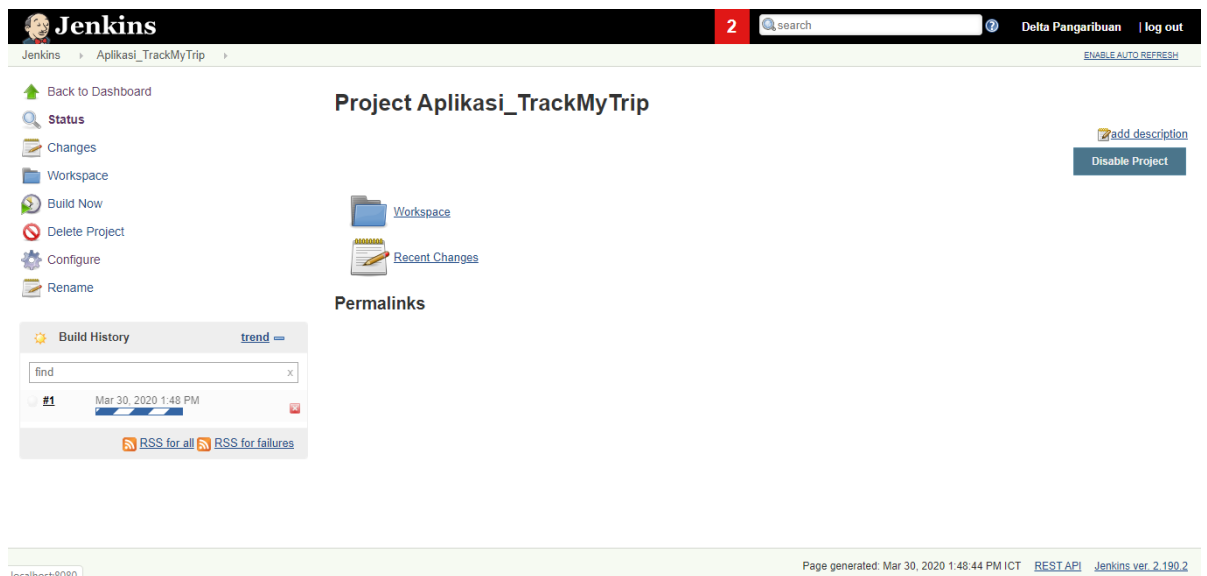 Jenkins 2 search Delta Pangaribuan | log out
Jenkins Aplikasi_TrackMyTrip ENABLE AUTO REFRESH
Back to Dashboard
Status
Changes
Workspace
Build Now
Delete Project
Configure
Rename
Build History trend
find x
#1 Mar 30, 2020 1:48 PM
RSS for all RSS for failures
Project Aplikasi_TrackMyTrip
add description
Disable Project
Workspace
Recent Changes
Permalinks
Page generated: Mar 30, 2020 1:48:44 PM ICT REST API Jenkins ver. 2.190.2
localhost:8080